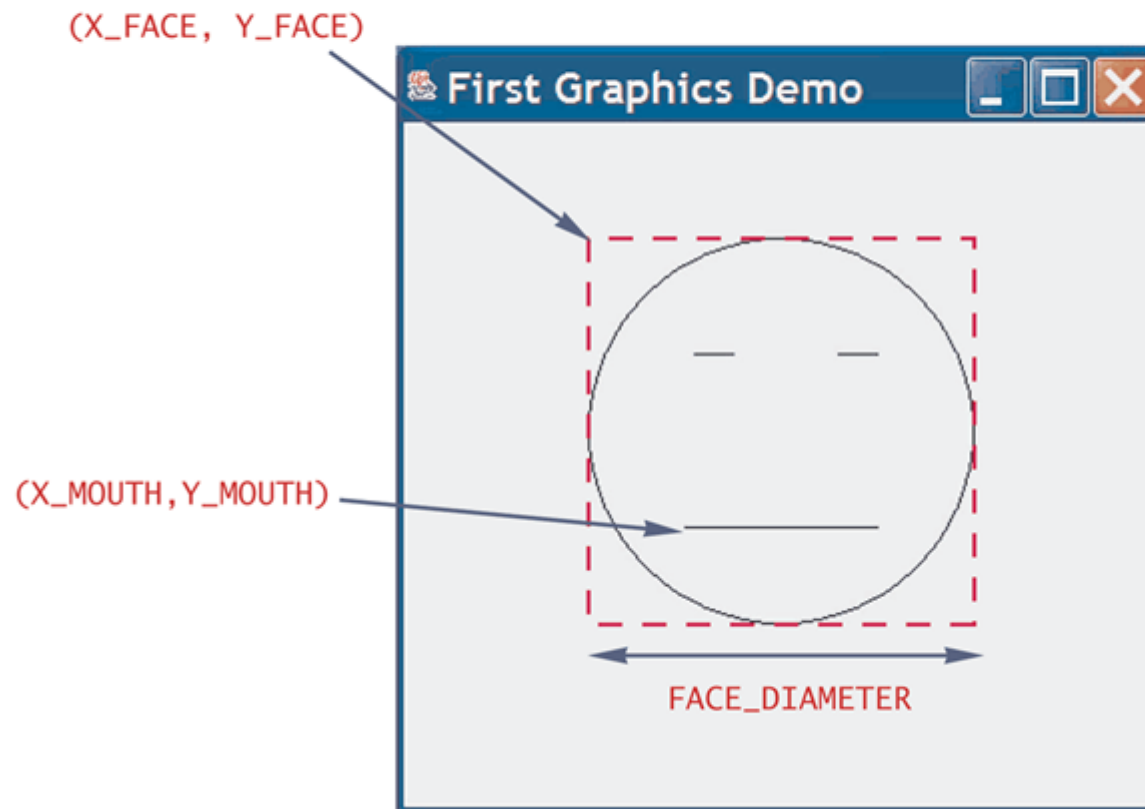 (X_FACE, Y_FACE)
First Graphics Demo
(X_MOUTH,Y_MOUTH)
FACE_DIAMETER